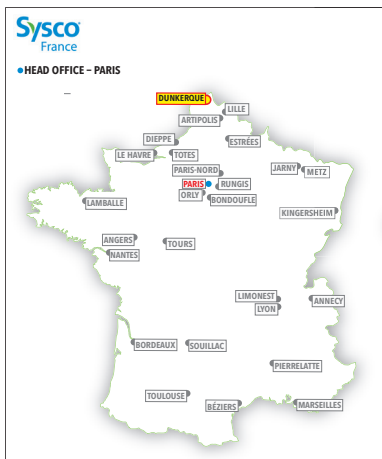 Sysco
France
HEAD OFFICE – PARIS
DUNKERQUE
LILLE
ARTIPOLIS
DIEPPE
ESTRÉES
LE HAVRE
TOTES
PARIS-NORD
JARNY
METZ
PARIS
RUNGIS
ORLY
BONDOUFLE
LAMBALLE
KINGERSHEIM
ANGERS
TOURS
NANTES
LIMONEST
ANNECY
LYON
BORDEAUX
SOUILLAC
PIERRELATTE
TOULOUSE
BÉZIERS
MARSEILLES